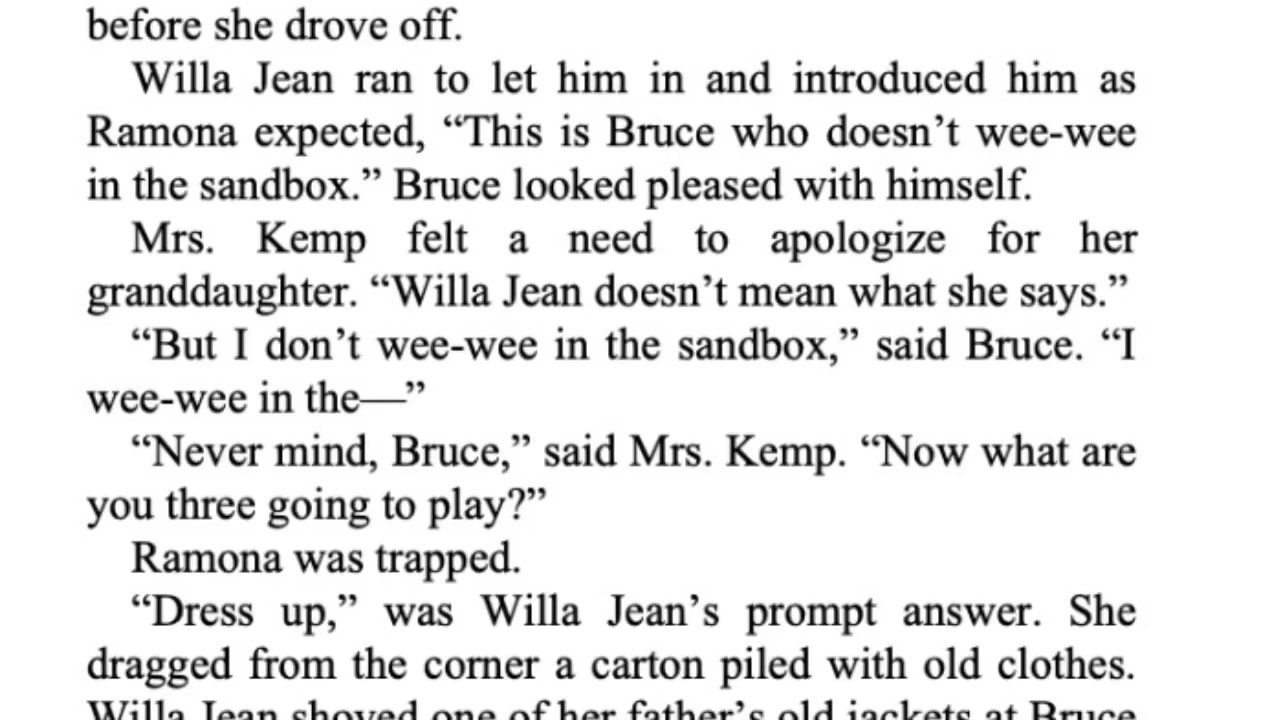 before she drove off.
Willa Jean ran to let him in and introduced him as
Ramona expected, “This is Bruce who doesn’t wee-wee
in the sandbox.” Bruce looked pleased with himself.
Mrs. Kemp felt a need to apologize for her
granddaughter. “Willa Jean doesn’t mean what she says.”
“But I don’t wee-wee in the sandbox,” said Bruce. “I
wee-wee in the—”
“Never mind, Bruce,” said Mrs. Kemp. “Now what are
you three going to play?”
Ramona was trapped.
“Dress up,” was Willa Jean’s prompt answer. She
dragged from the corner a carton piled with old clothes.
Willa Jean shoved one of her father’s old jackets at Bruce